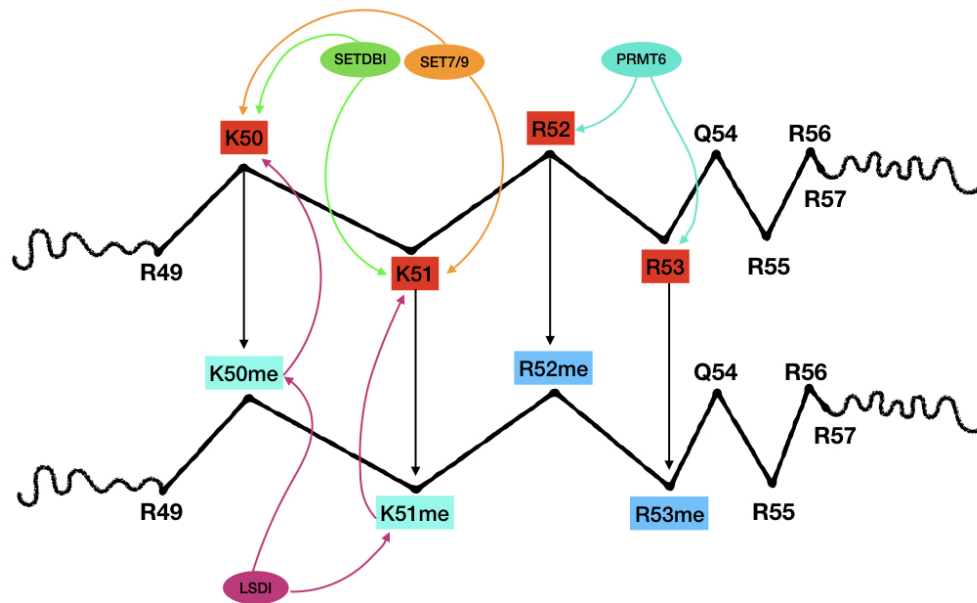 SETDBI
SET7/9
PRMT6
K50
R52
Q54
R56
R57
R49
K51
R53
R55
K50me
R52me
Q54
R56
R57
R49
K51me
R53me
R55
LSDI